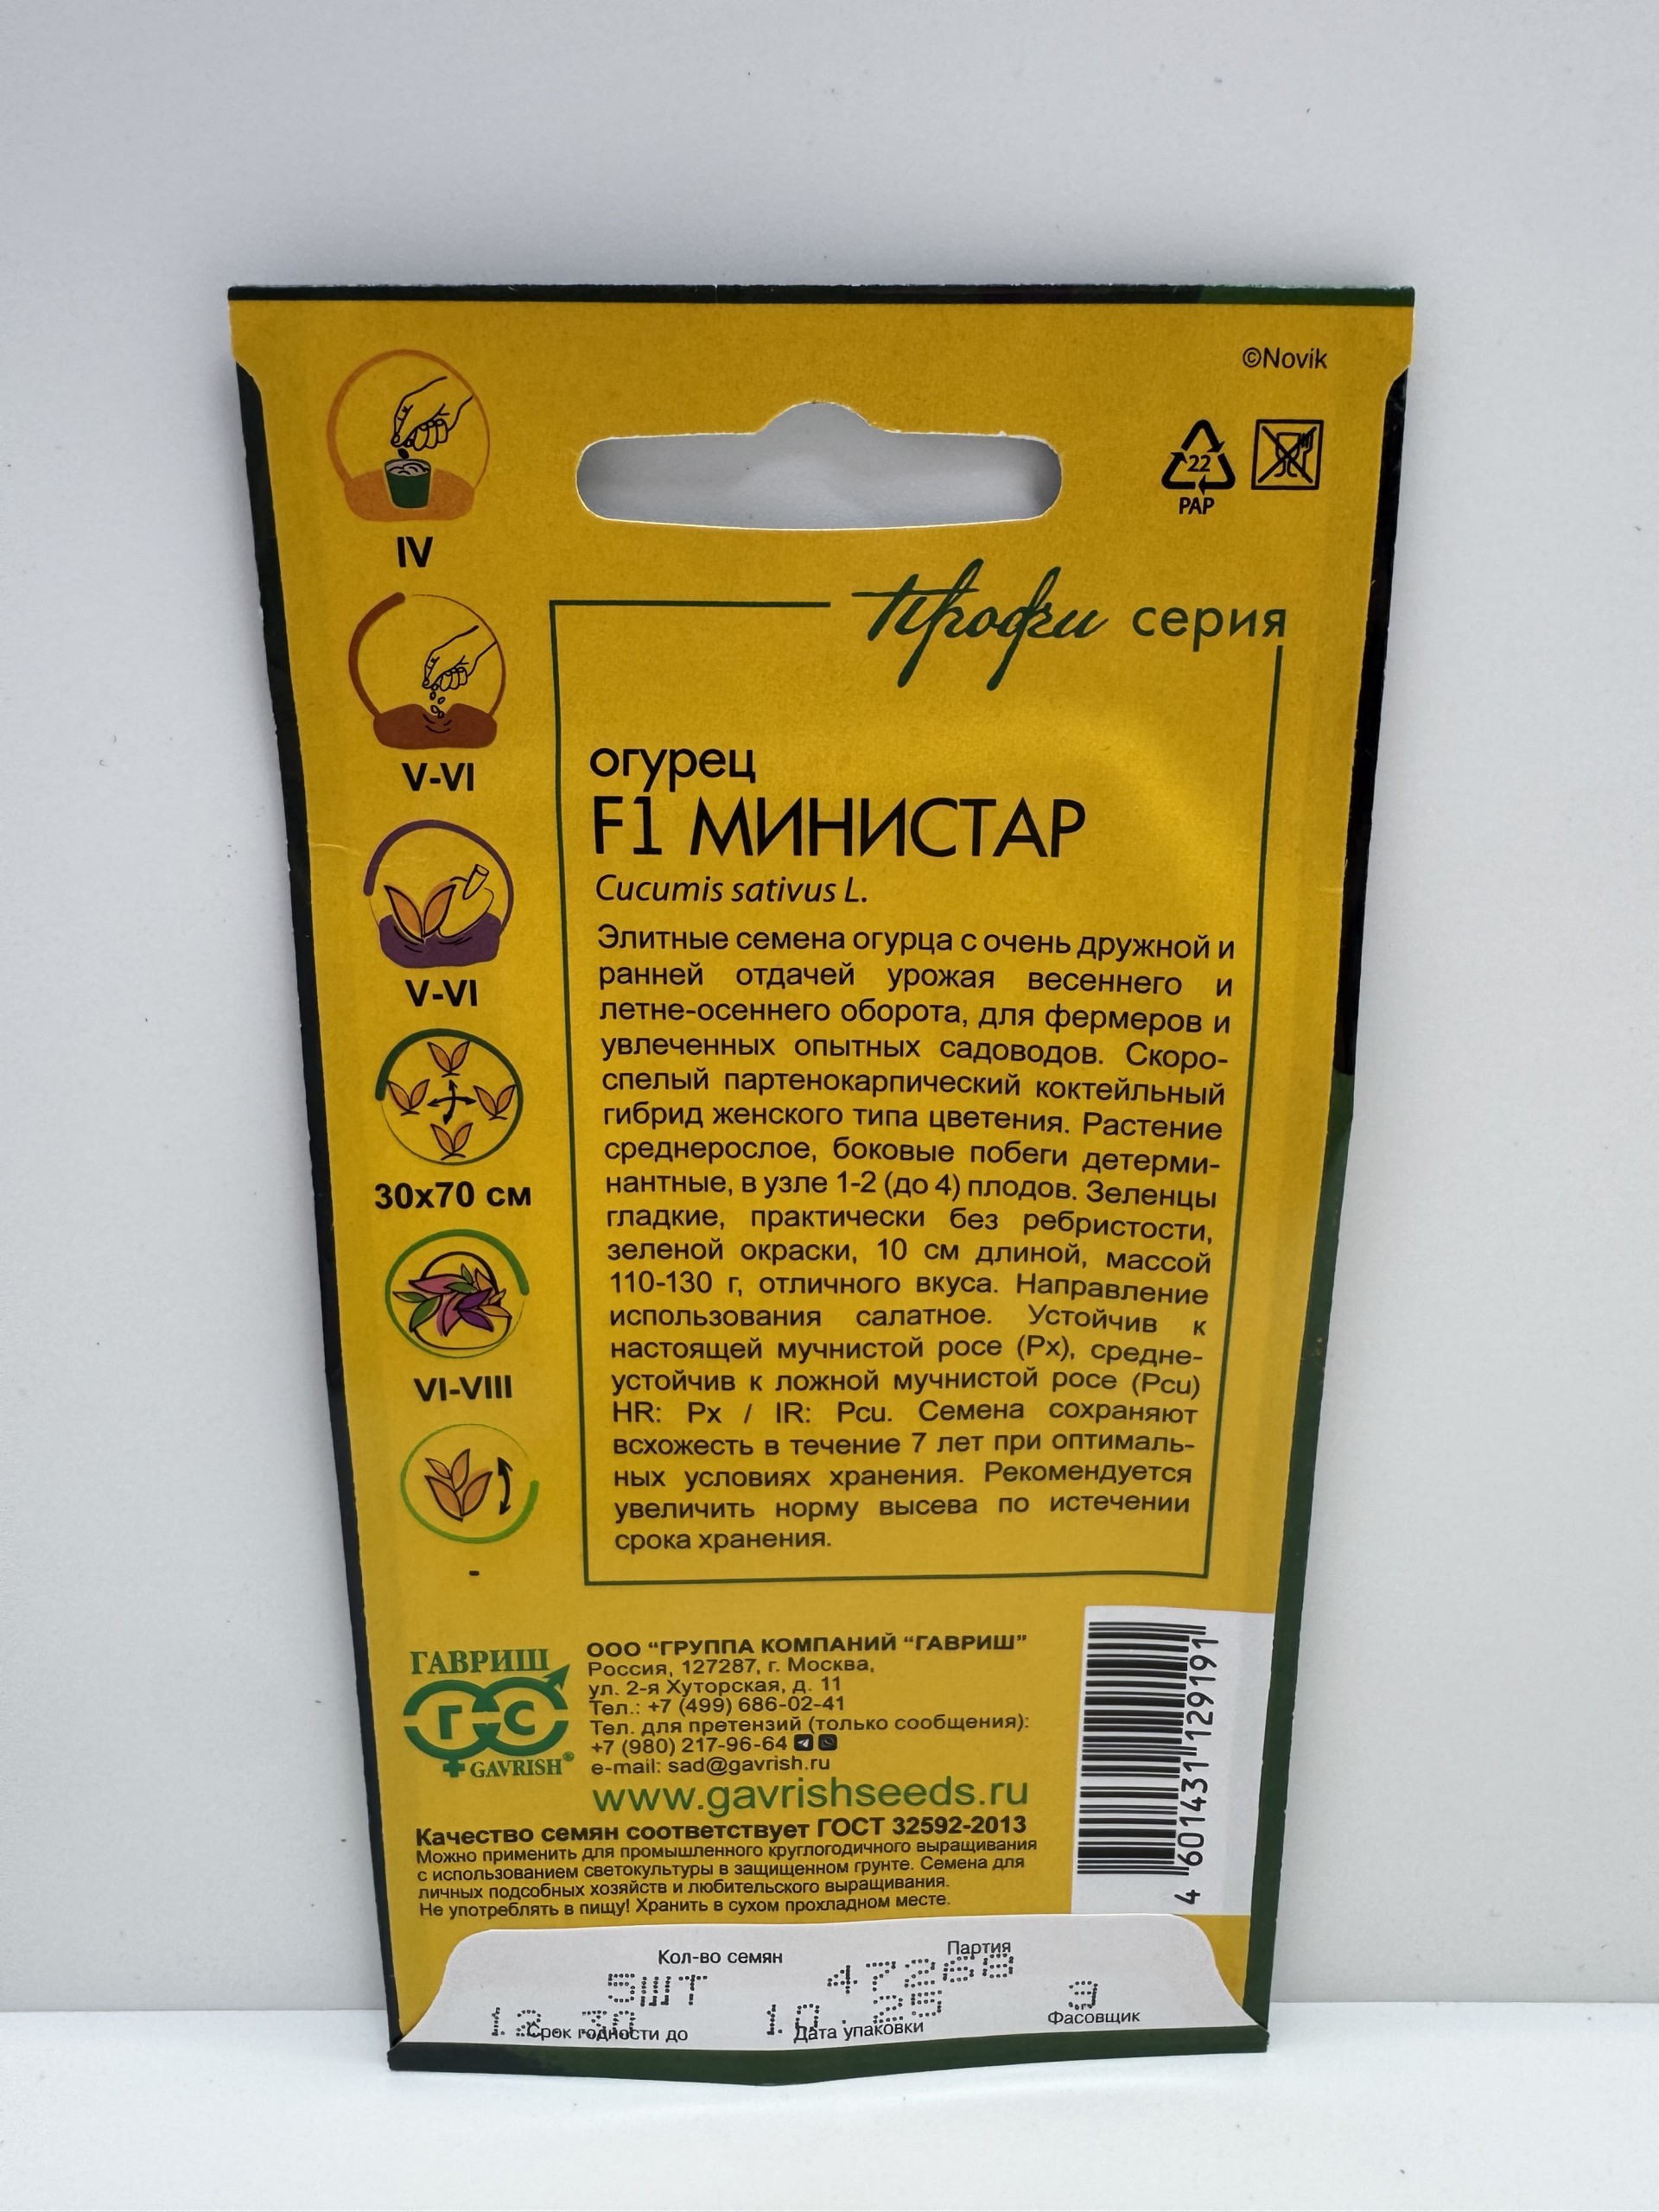 ©Novik
22
PAP
IV
V-VI
V-VI
30x70 см
VI-VIII
-
Профи серия
огурец
F1 МИНИСТАР
Cucumis sativus L.
Элитные семена огурца с очень дружной и
ранней отдачей урожая весеннего и
летне-осеннего оборота, для фермеров и
увлеченных опытных садоводов. Скоро-
спелый партенокарпический коктейльный
гибрид женского типа цветения. Растение
среднерослое, боковые побеги детерми-
нантные, в узле 1-2 (до 4) плодов. Зеленцы
гладкие, практически без ребристости,
зеленой окраски, 10 см длиной, массой
110-130 г, отличного вкуса. Направление
использования салатное. Устойчив к
настоящей мучнистой росе (Px), средне-
устойчив к ложной мучнистой росе (Pcu)
HR: Px / IR: Pcu. Семена сохраняют
всхожесть в течение 7 лет при оптималь-
ных условиях хранения. Рекомендуется
увеличить норму высева по истечении
срока хранения.
ГАВРИШ
ГС
GAVRISH®
ООО "ГРУППА КОМПАНИЙ "ГАВРИШ"
Россия, 127287, г. Москва,
ул. 2-я Хуторская, д. 11
Тел.: +7 (499) 686-02-41
Тел. для претензий (только сообщения):
+7 (980) 217-96-64
e-mail: sad@gavrish.ru
www.gavrishseeds.ru
Качество семян соответствует ГОСТ 32592-2013
Можно применить для промышленного круглогодичного выращивания
с использованием светокультуры в защищенном грунте. Семена для
личных подсобных хозяйств и любительского выращивания.
Не употреблять в пищу! Хранить в сухом прохладном месте.
4 601431 129191
Кол-во семян Партия
5шт 47268
12.30 10.25 9
Срок годности до Дата упаковки Фасовщик